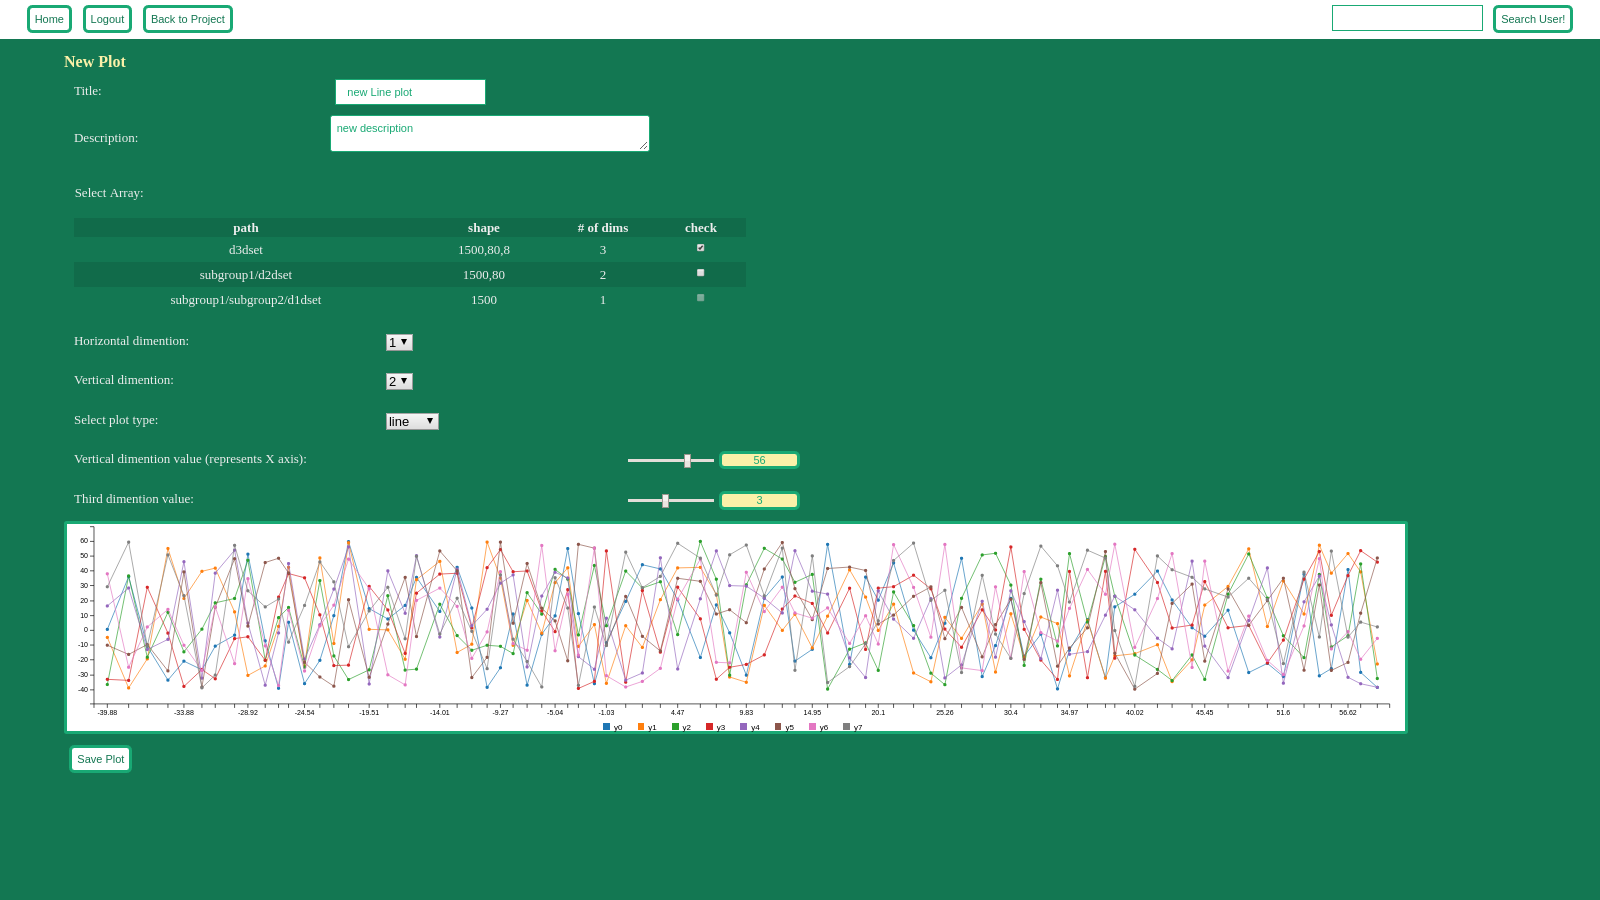 Home Logout Back to Project Search User!
New Plot
Title: new Line plot
Description: new description
Select Array:
path shape # of dims check
d3dset 1500,80,8 3
subgroup1/d2dset 1500,80 2
subgroup1/subgroup2/d1dset 1500 1
Horizontal dimention: 1
Vertical dimention: 2
Select plot type: line
Vertical dimention value (represents X axis): 56
Third dimention value: 3
60
50
40
30
20
10
0
-10
-20
-30
-40
-39.88 -33.88 -28.92 -24.54 -19.51 -14.01 -9.27 -5.04 -1.03 4.47 9.83 14.95 20.1 25.26 30.4 34.97 40.02 45.45 51.6 56.62
y0 y1 y2 y3 y4 y5 y6 y7
Save Plot